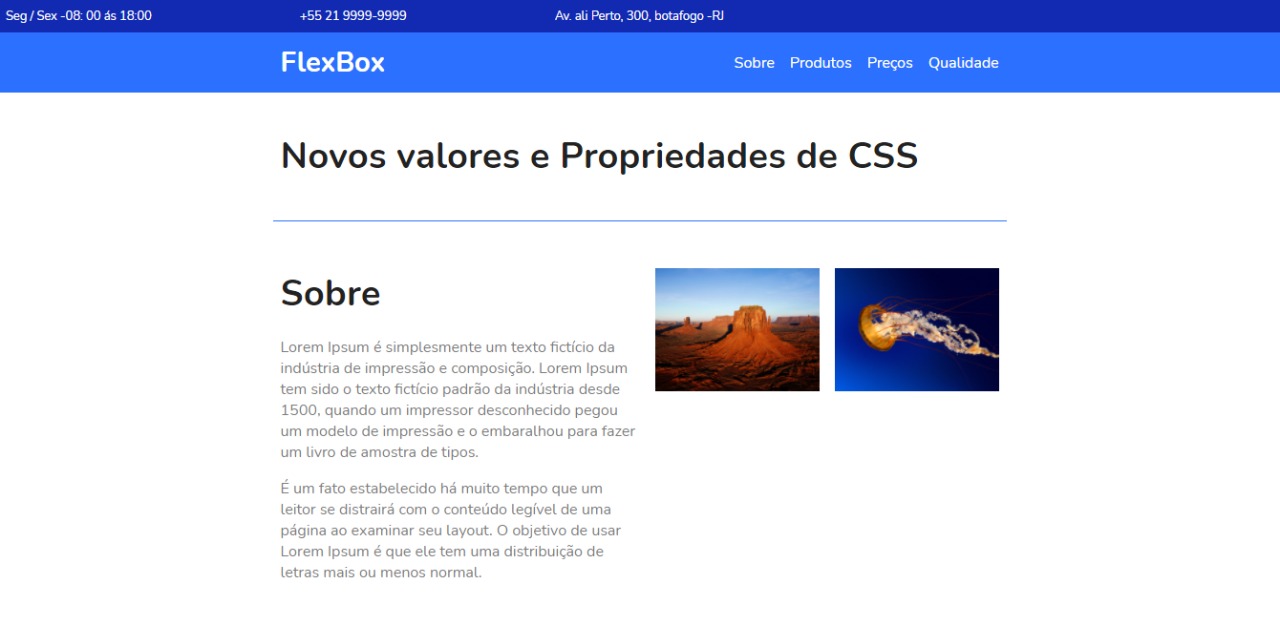 Seg / Sex -08: 00 ás 18:00
+55 21 9999-9999
Av. ali Perto, 300, botafogo -RJ
FlexBox
Sobre
Produtos
Preços
Qualidade
Novos valores e Propriedades de CSS
Sobre
Lorem Ipsum é simplesmente um texto fictício da
indústria de impressão e composição. Lorem Ipsum
tem sido o texto fictício padrão da indústria desde
1500, quando um impressor desconhecido pegou
um modelo de impressão e o embaralhou para fazer
um livro de amostra de tipos.
É um fato estabelecido há muito tempo que um
leitor se distrairá com o conteúdo legível de uma
página ao examinar seu layout. O objetivo de usar
Lorem Ipsum é que ele tem uma distribuição de
letras mais ou menos normal.